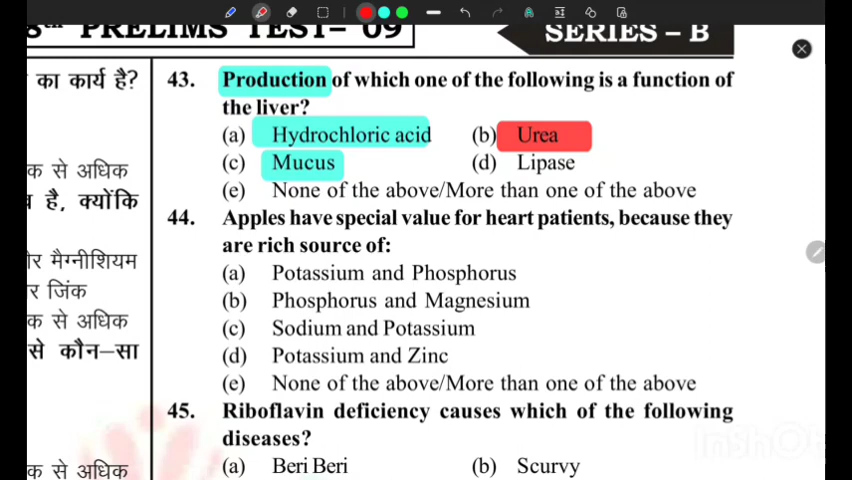 8th PRELIMS TEST– 09
SERIES – B
का कार्य है?
क से अधिक
है, क्योंकि
मैग्नीशियम
र जिंक
क से अधिक
से कौन–सा
क से अधिक
43. Production of which one of the following is a function of
the liver?
(a) Hydrochloric acid (b) Urea
(c) Mucus (d) Lipase
(e) None of the above/More than one of the above
44. Apples have special value for heart patients, because they
are rich source of:
(a) Potassium and Phosphorus
(b) Phosphorus and Magnesium
(c) Sodium and Potassium
(d) Potassium and Zinc
(e) None of the above/More than one of the above
45. Riboflavin deficiency causes which of the following
diseases?
(a) Beri Beri (b) Scurvy
InShOt